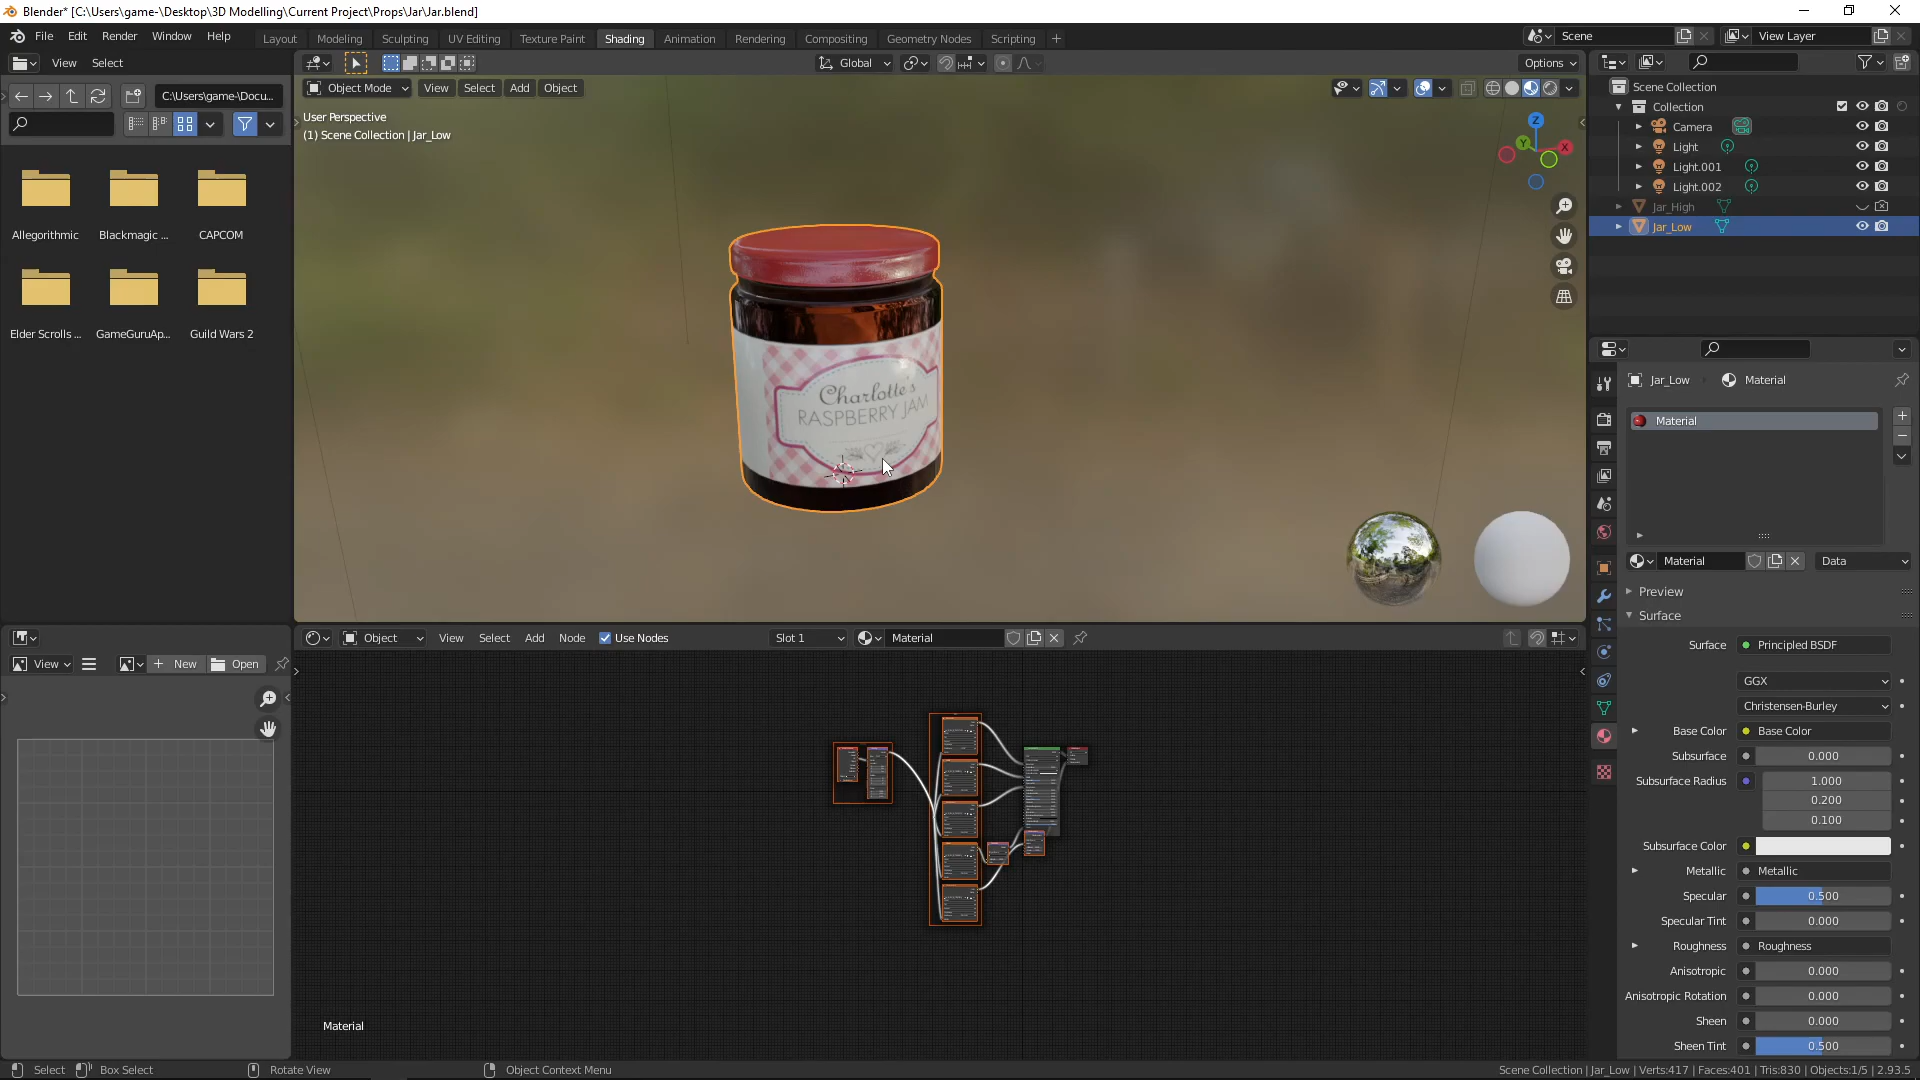 Blender* [C:\Users\game-\Desktop\3D Modelling\Current Project\Props\Jar\Jar.blend]
File Edit Render Window Help
Layout Modeling Sculpting UV Editing Texture Paint Shading Animation Rendering Compositing Geometry Nodes Scripting +
Scene
View Layer
View Select
Global
Options
C:\Users\game-\Docu...
Object Mode View Select Add Object
User Perspective
(1) Scene Collection | Jar_Low
Z
Y
X
Allegorithmic
Blackmagic ...
CAPCOM
Elder Scrolls ...
GameGuruAp...
Guild Wars 2
Charlotte's
RASPBERRY JAM
Scene Collection
Collection
Camera
Light
Light.001
Light.002
Jar_High
Jar_Low
Jar_Low Material
Material
Material Data
Preview
Surface
Surface Principled BSDF
GGX
Christensen-Burley
Base Color Base Color
Subsurface 0.000
Subsurface Radius 1.000
0.200
0.100
Subsurface Color
Metallic Metallic
Specular 0.500
Specular Tint 0.000
Roughness Roughness
Anisotropic 0.000
Anisotropic Rotation 0.000
Sheen 0.000
Sheen Tint 0.500
View New Open
Object View Select Add Node Use Nodes Slot 1 Material
Material
Select Box Select Rotate View Object Context Menu
Scene Collection | Jar_Low | Verts:417 | Faces:401 | Tris:830 | Objects:1/5 | 2.93.5